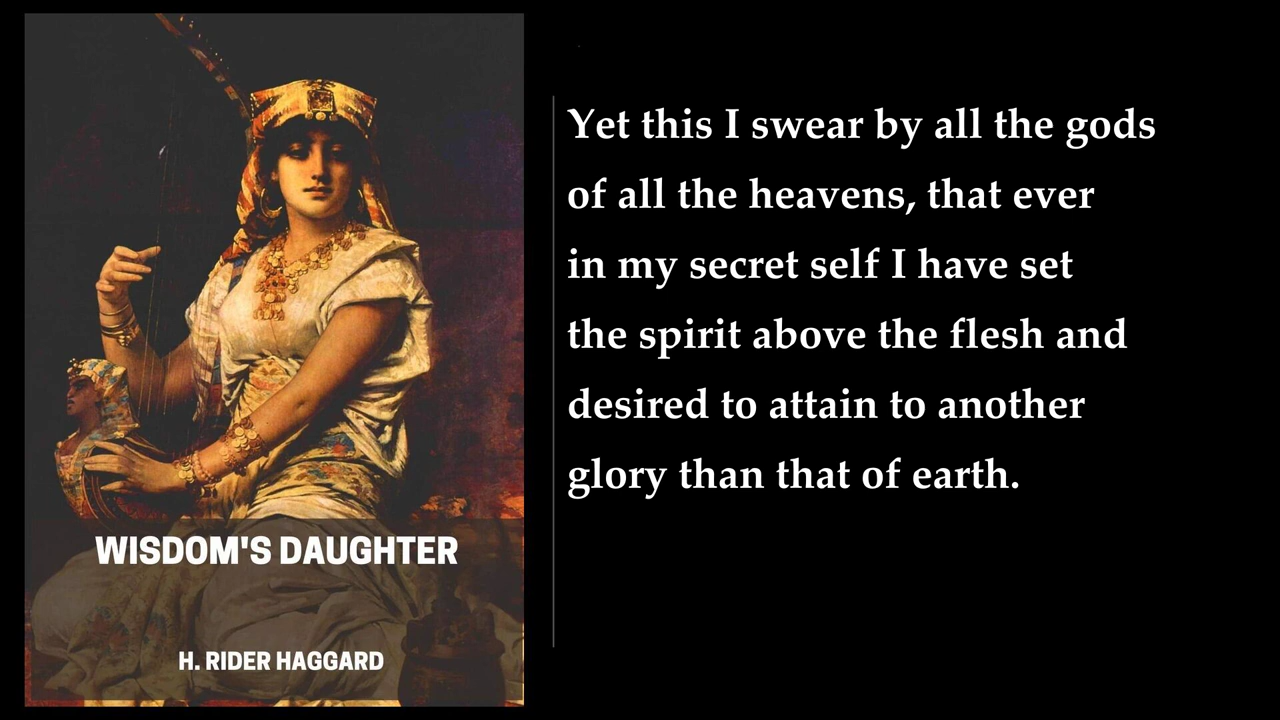 WISDOM'S DAUGHTER
H. RIDER HAGGARD
Yet this I swear by all the gods
of all the heavens, that ever
in my secret self I have set
the spirit above the flesh and
desired to attain to another
glory than that of earth.